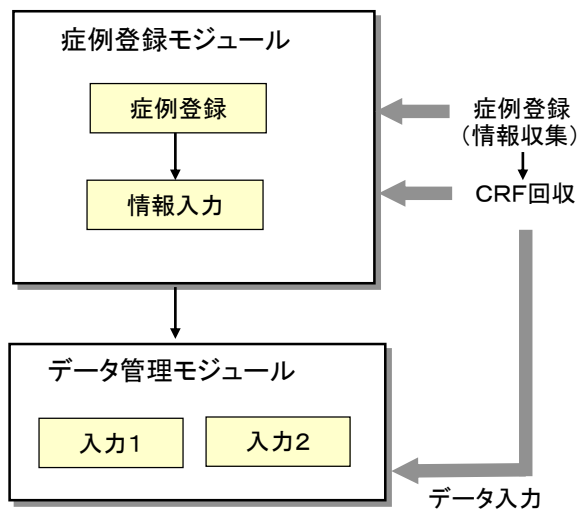 症例登録モジュール
症例登録
情報入力
症例登録
（情報収集）
ＣＲＦ回収
データ管理モジュール
入力１
入力２
データ入力